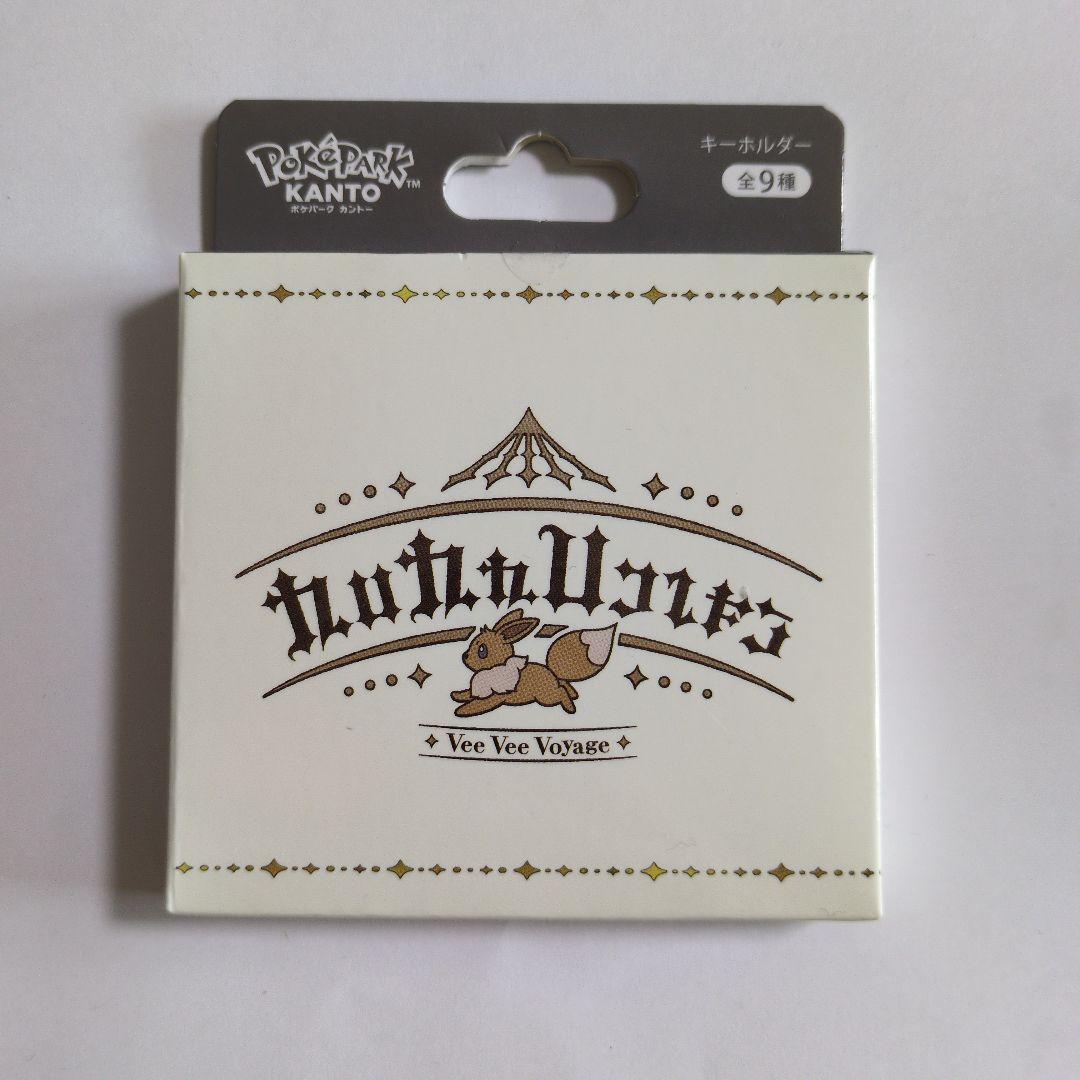 POKéPARK™
KANTO
ポケパーク カントー
キーホルダー
全9種
Vee Vee Voyage